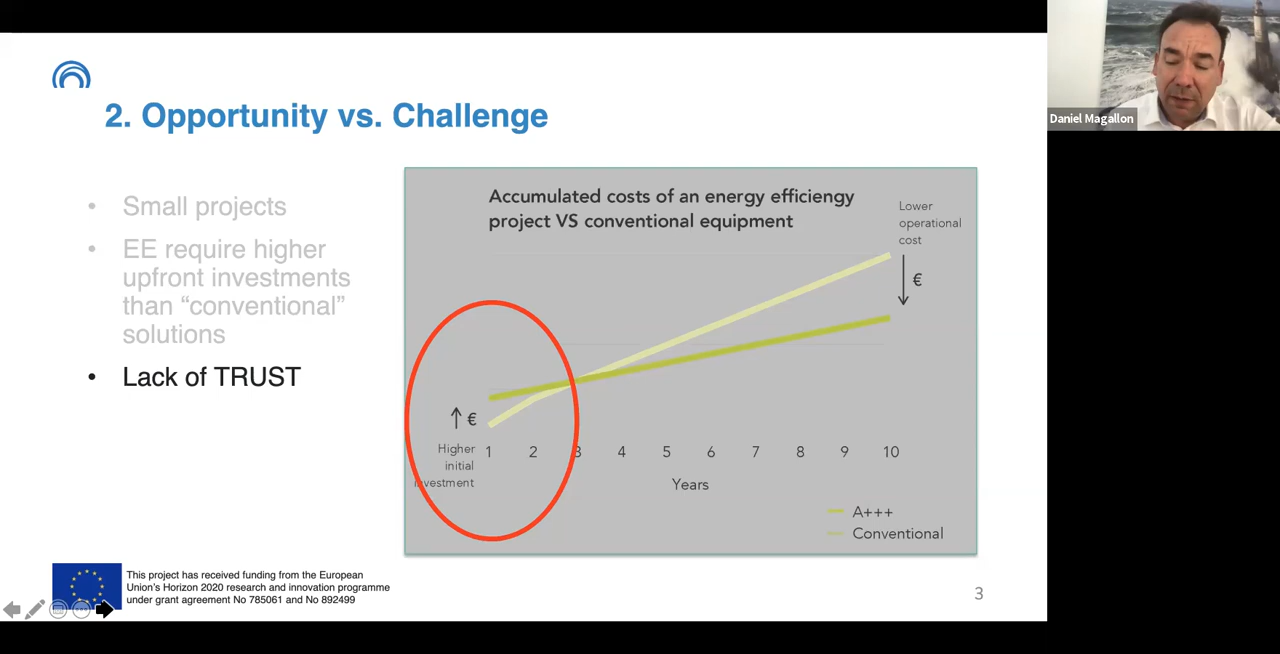 2. Opportunity vs. Challenge
• Small projects
• EE require higher
upfront investments
than “conventional”
solutions
• Lack of TRUST
Accumulated costs of an energy efficiengy
project VS conventional equipment
Lower
operational
cost
€
€
Higher
initial
investment
1 2 3 4 5 6 7 8 9 10
Years
A+++
Conventional
This project has received funding from the European
Union’s Horizon 2020 research and innovation programme
under grant agreement No 785061 and No 892499
3
Daniel Magallon